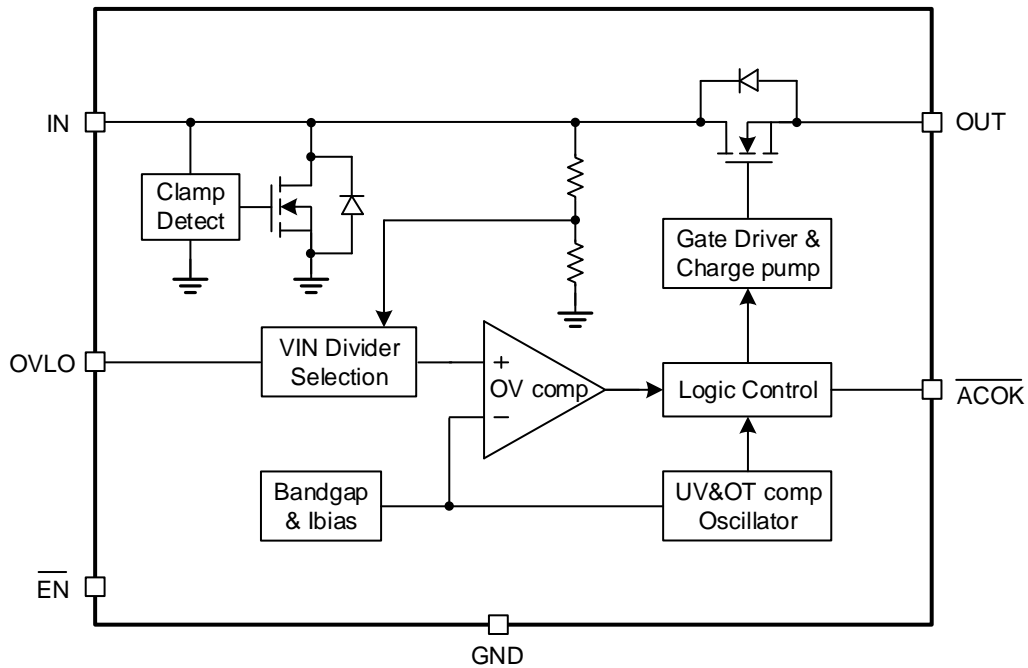 IN
OUT
Clamp
Detect
Gate Driver &
Charge pump
OVLO
VIN Divider
Selection
+
OV comp
−
Logic Control
ACOK
Bandgap
& Ibias
UV&OT comp
Oscillator
EN
GND